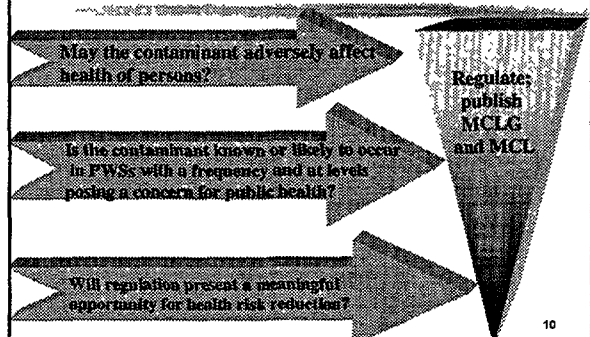 May the contaminant adversely affect
health of persons?
Regulate;
publish
MCLG
and MCL
Is the contaminant known or likely to occur
in PWSs with a frequency and at levels
posing a concern for public health?
Will regulation present a meaningful
opportunity for health risk reduction?
10